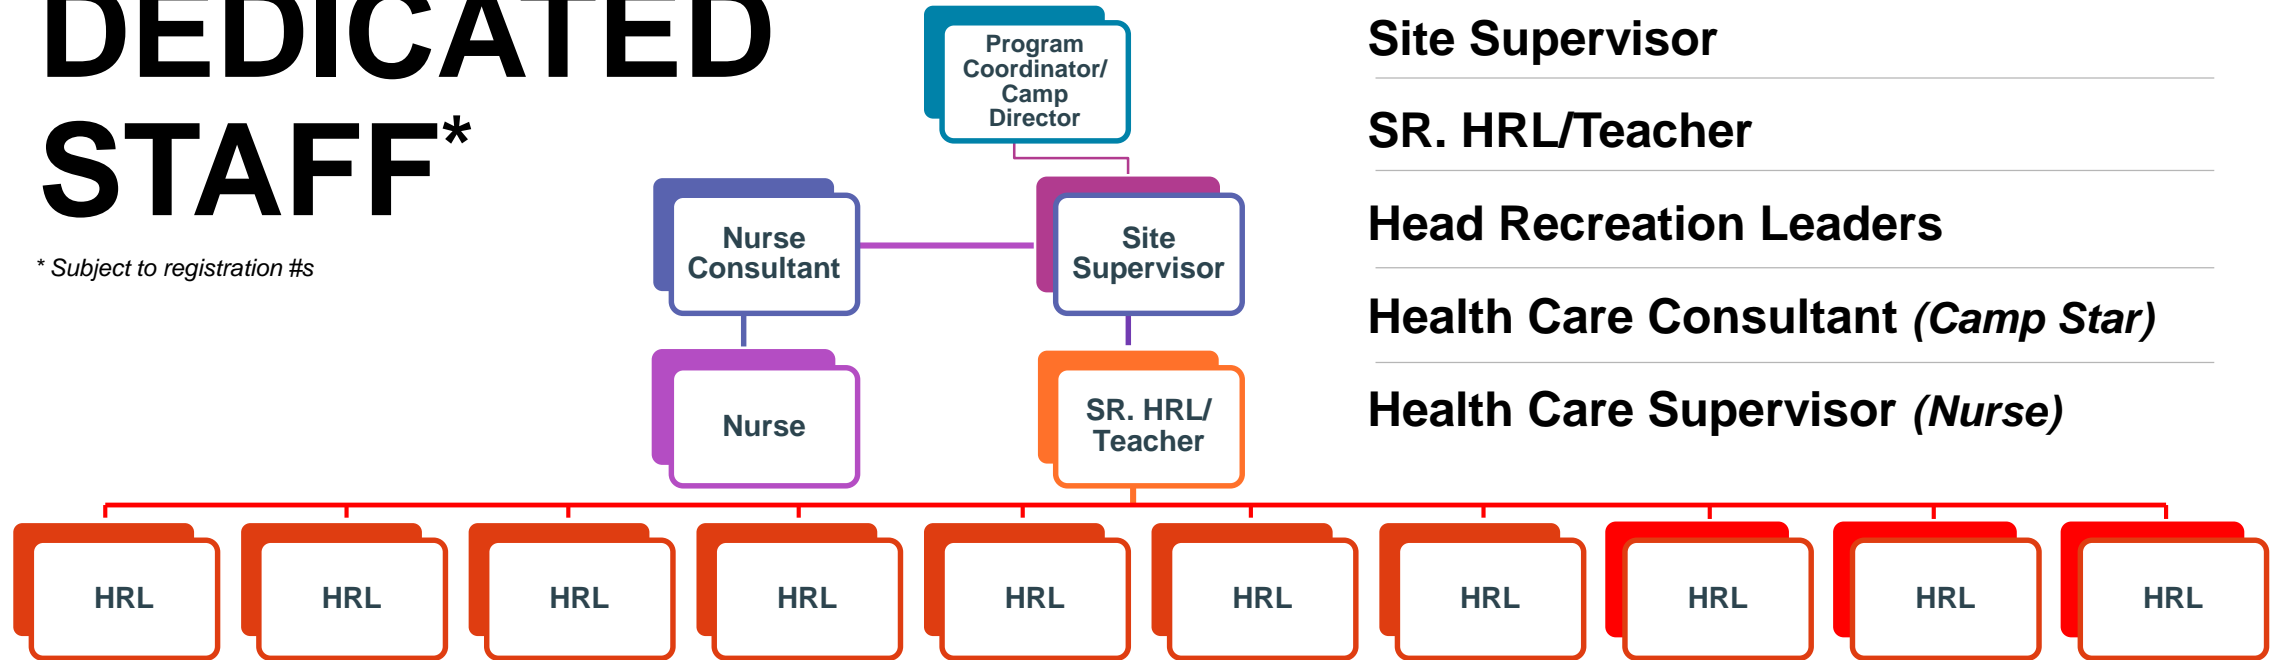 DEDICATED
STAFF*
* Subject to registration #s
Program
Coordinator/
Camp
Director
Nurse
Consultant
Site
Supervisor
Nurse
SR. HRL/
Teacher
HRL
HRL
HRL
HRL
HRL
HRL
HRL
HRL
HRL
HRL
Site Supervisor
SR. HRL/Teacher
Head Recreation Leaders
Health Care Consultant (Camp Star)
Health Care Supervisor (Nurse)